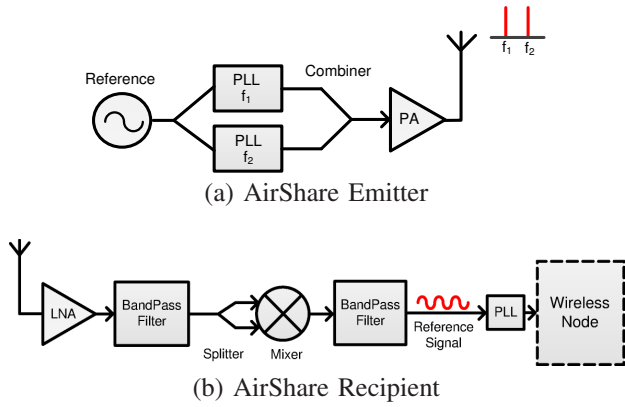 Reference
PLL
f₁
PLL
f₂
Combiner
PA
f₁ f₂
(a) AirShare Emitter
LNA
BandPass
Filter
Splitter
Mixer
BandPass
Filter
Reference
Signal
PLL
Wireless
Node
(b) AirShare Recipient